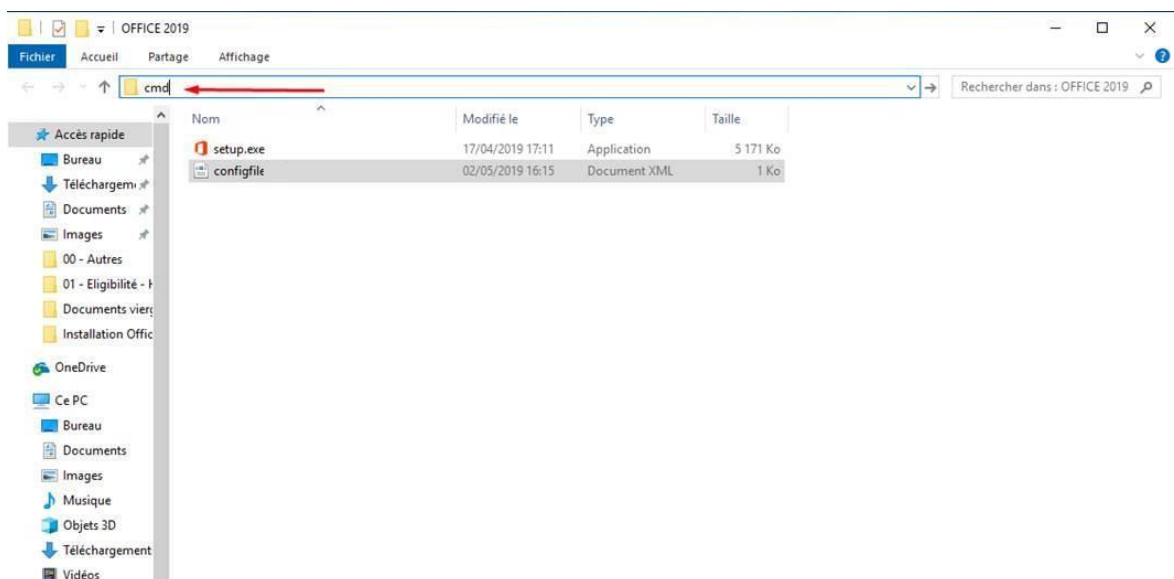 OFFICE 2019
Fichier Accueil Partage Affichage
cmd
Rechercher dans : OFFICE 2019
Nom Modifié le Type Taille
setup.exe 17/04/2019 17:11 Application 5 171 Ko
configfile 02/05/2019 16:15 Document XML 1 Ko
Accès rapide
Bureau
Téléchargem
Documents
Images
00 - Autres
01 - Eligibilité - H
Documents vierg
Installation Offic
OneDrive
Ce PC
Bureau
Documents
Images
Musique
Objets 3D
Téléchargement
Vidéos